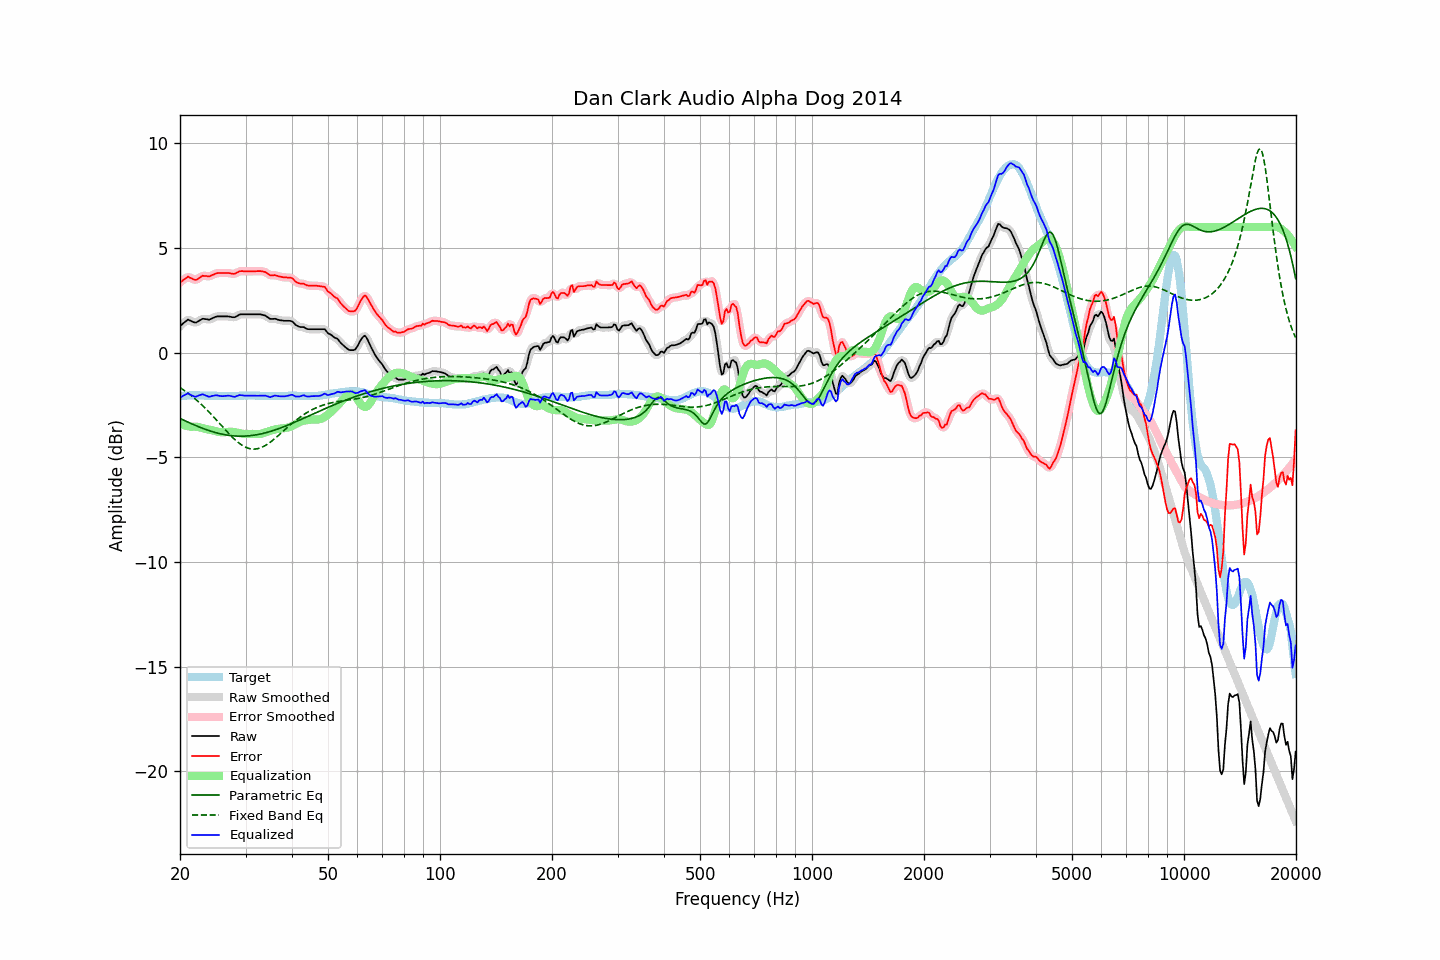 Dan Clark Audio Alpha Dog 2014
Amplitude (dBr)
10
5
0
−5
−10
−15
−20
Target
Raw Smoothed
Error Smoothed
Raw
Error
Equalization
Parametric Eq
Fixed Band Eq
Equalized
20 50 100 200 500 1000 2000 5000 10000 20000
Frequency (Hz)